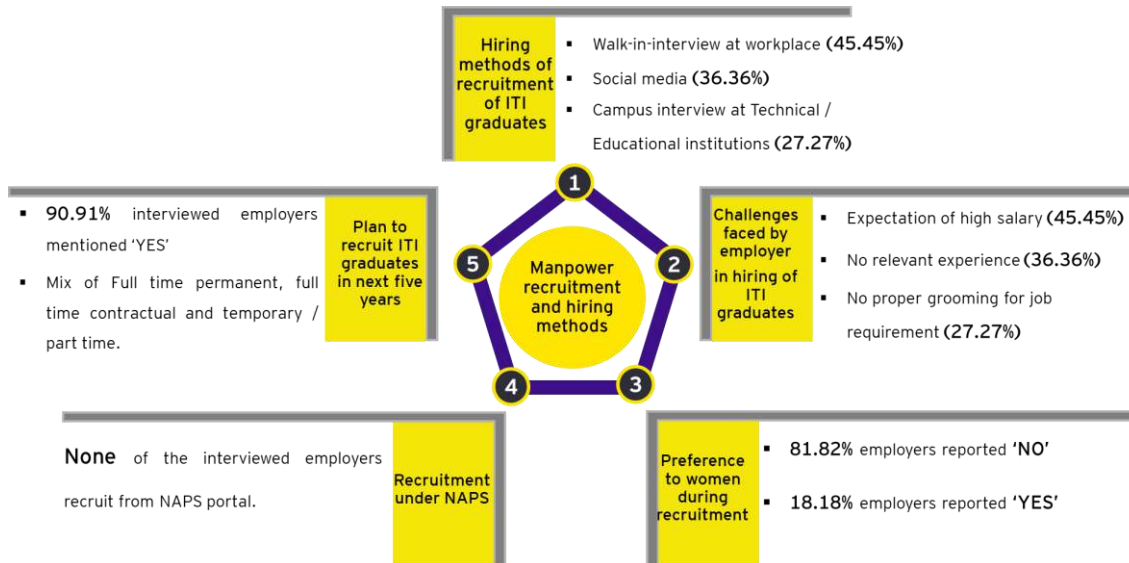 Hiring
methods of
recruitment
of ITI
graduates
▪ Walk-in-interview at workplace (45.45%)
▪ Social media (36.36%)
▪ Campus interview at Technical /
Educational institutions (27.27%)
1
2
3
4
5
Manpower
recruitment
and hiring
methods
Challenges
faced by
employer
in hiring of
ITI
graduates
▪ Expectation of high salary (45.45%)
▪ No relevant experience (36.36%)
▪ No proper grooming for job
requirement (27.27%)
Preference
to women
during
recruitment
▪ 81.82% employers reported ‘NO’
▪ 18.18% employers reported ‘YES’
None of the interviewed employers
recruit from NAPS portal.
Recruitment
under NAPS
▪ 90.91% interviewed employers
mentioned ‘YES’
▪ Mix of Full time permanent, full
time contractual and temporary /
part time.
Plan to
recruit ITI
graduates
in next five
years